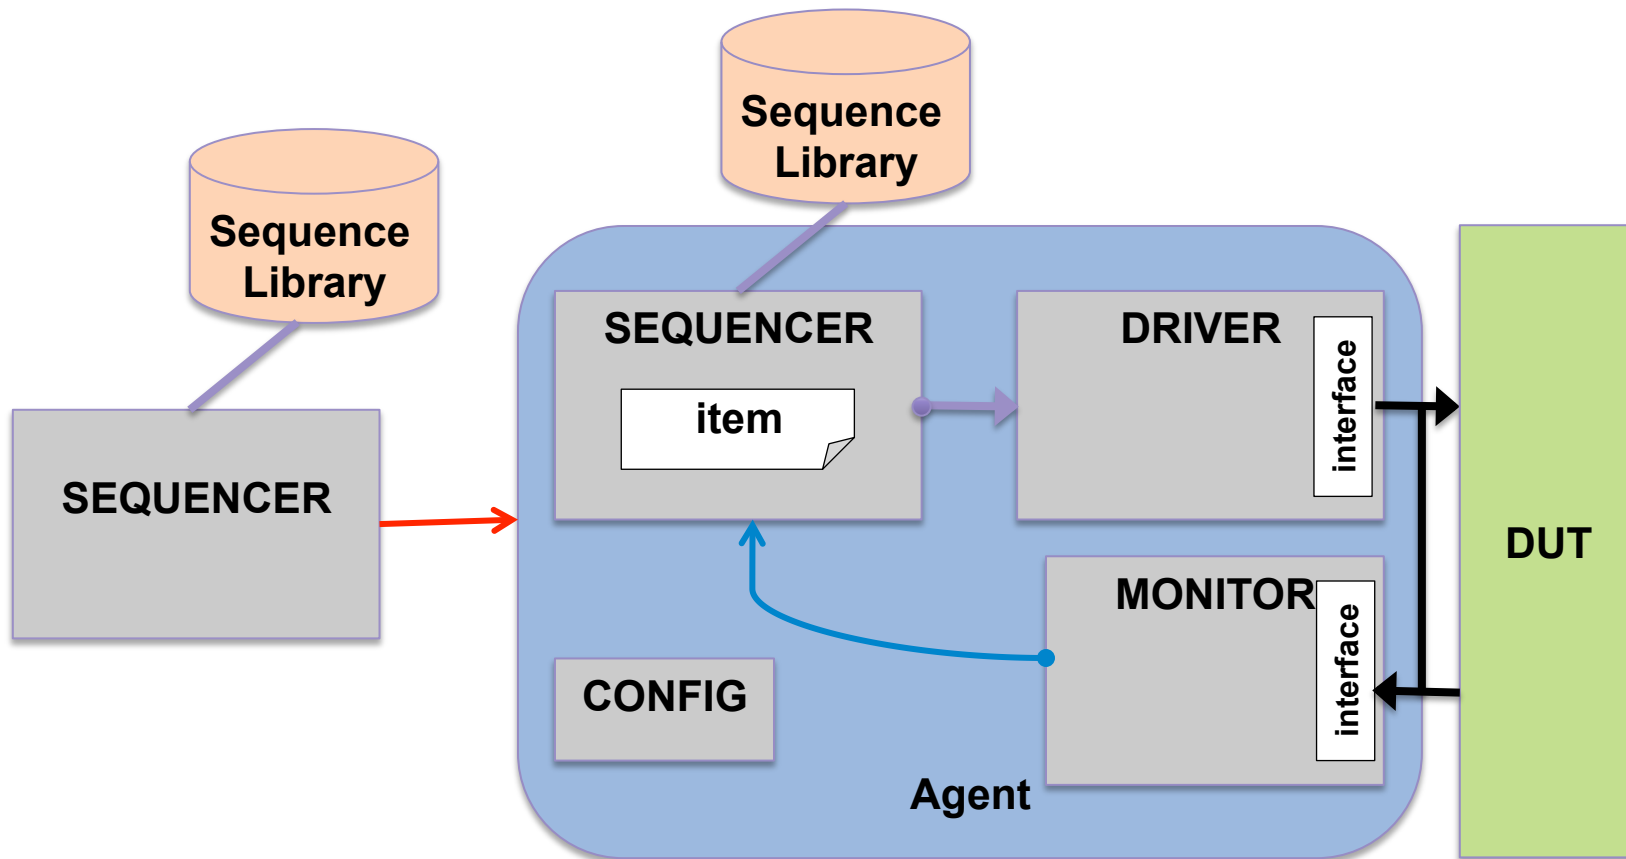 Sequence
Library
Sequence
Library
SEQUENCER
SEQUENCER
item
DRIVER
interface
MONITOR
interface
CONFIG
Agent
DUT